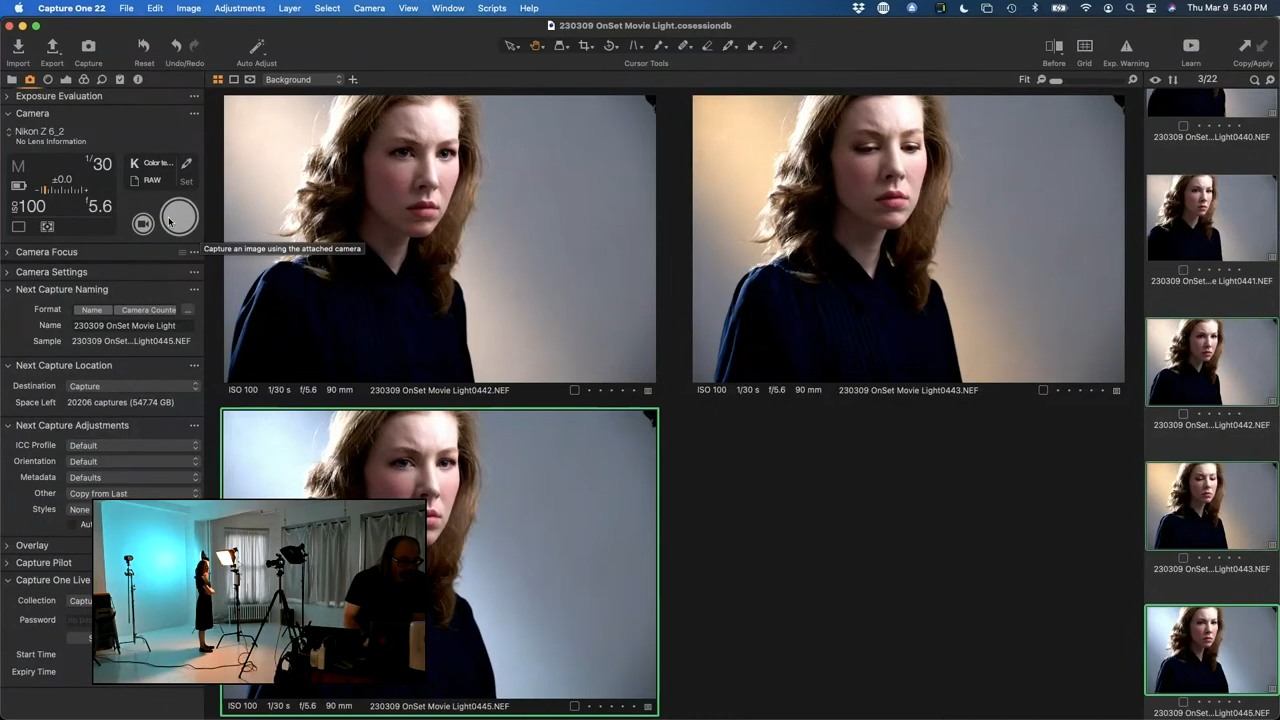 Capture One 22 File Edit Image Adjustments Layer Select Camera View Window Scripts Help Thu Mar 9 5:40 PM
230309 OnSet Movie Light.cosessiondb
Import Export Capture Reset Undo/Redo Auto Adjust Cursor Tools Before Grid Exp. Warning Learn Copy/Apply
Background Fit 3/22
Exposure Evaluation
Camera
Nikon Z 6_2
No Lens Information
M 1/30
±0.0
ISO 100 f5.6
K Color te...
RAW Set
Capture an image using the attached camera
Camera Focus
Camera Settings
Next Capture Naming
Format Name Camera Counte ...
Name 230309 OnSet Movie Light
Sample 230309 OnSet...Light0445.NEF
Next Capture Location
Destination Capture
Space Left 20206 captures (547.74 GB)
Next Capture Adjustments
ICC Profile Default
Orientation Default
Metadata Defaults
Other Copy from Last
Styles None
Overlay
Capture Pilot
Capture One Live
Collection
Password
Start Time
Expiry Time
ISO 100 1/30 s f/5.6 90 mm 230309 OnSet Movie Light0442.NEF
ISO 100 1/30 s f/5.6 90 mm 230309 OnSet Movie Light0443.NEF
ISO 100 1/30 s f/5.6 90 mm 230309 OnSet Movie Light0445.NEF
230309 OnSet...Light0440.NEF
230309 OnSet...e Light0441.NEF
230309 OnSet...Light0442.NEF
230309 OnSet...Light0443.NEF
230309 OnSet...Light0445.NEF